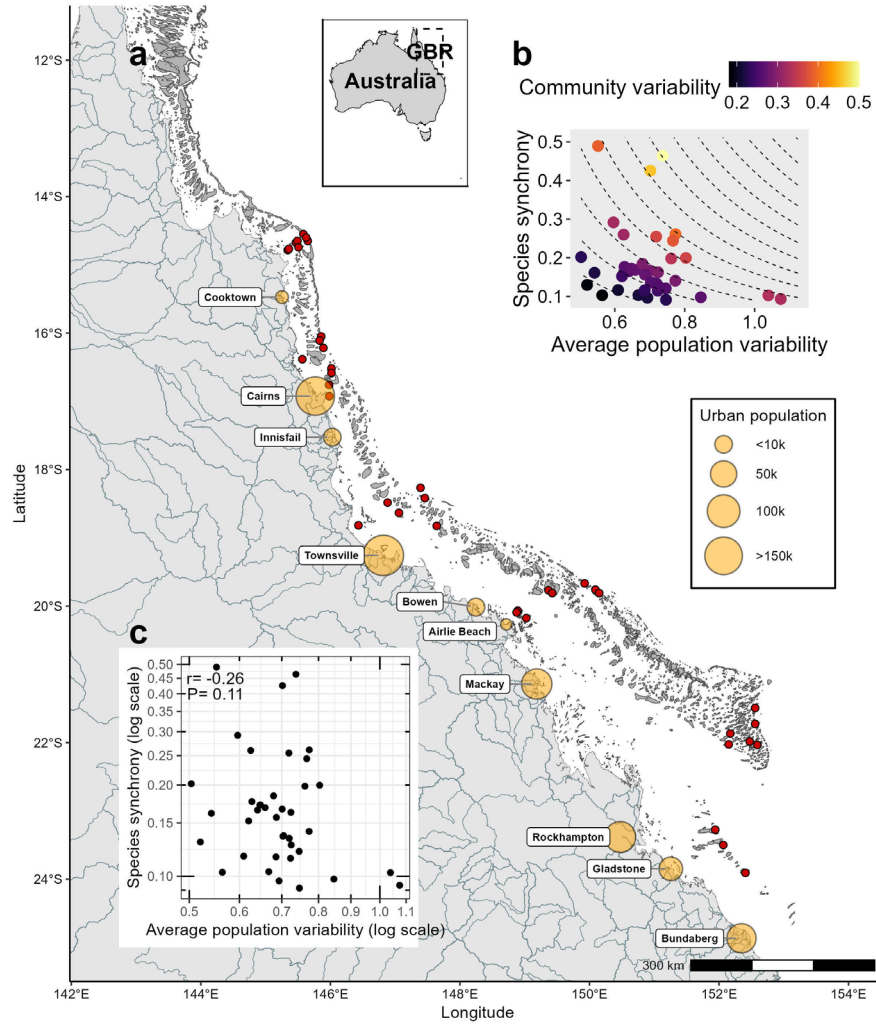 a
GBR
Australia
b
Community variability
0.2 0.3 0.4 0.5
Species synchrony
0.5
0.4
0.3
0.2
0.1
0.6 0.8 1.0
Average population variability
Urban population
<10k
50k
100k
>150k
Latitude
12°S
14°S
16°S
18°S
20°S
22°S
24°S
Cooktown
Cairns
Innisfail
Townsville
Bowen
Airlie Beach
Mackay
Rockhampton
Gladstone
Bundaberg
c
r= -0.26
P= 0.11
Species synchrony (log scale)
0.50
0.45
0.40
0.35
0.30
0.25
0.20
0.15
0.10
0.5 0.6 0.7 0.8 0.9 1.0 1.1
Average population variability (log scale)
300 km
142°E 144°E 146°E 148°E 150°E 152°E 154°E
Longitude